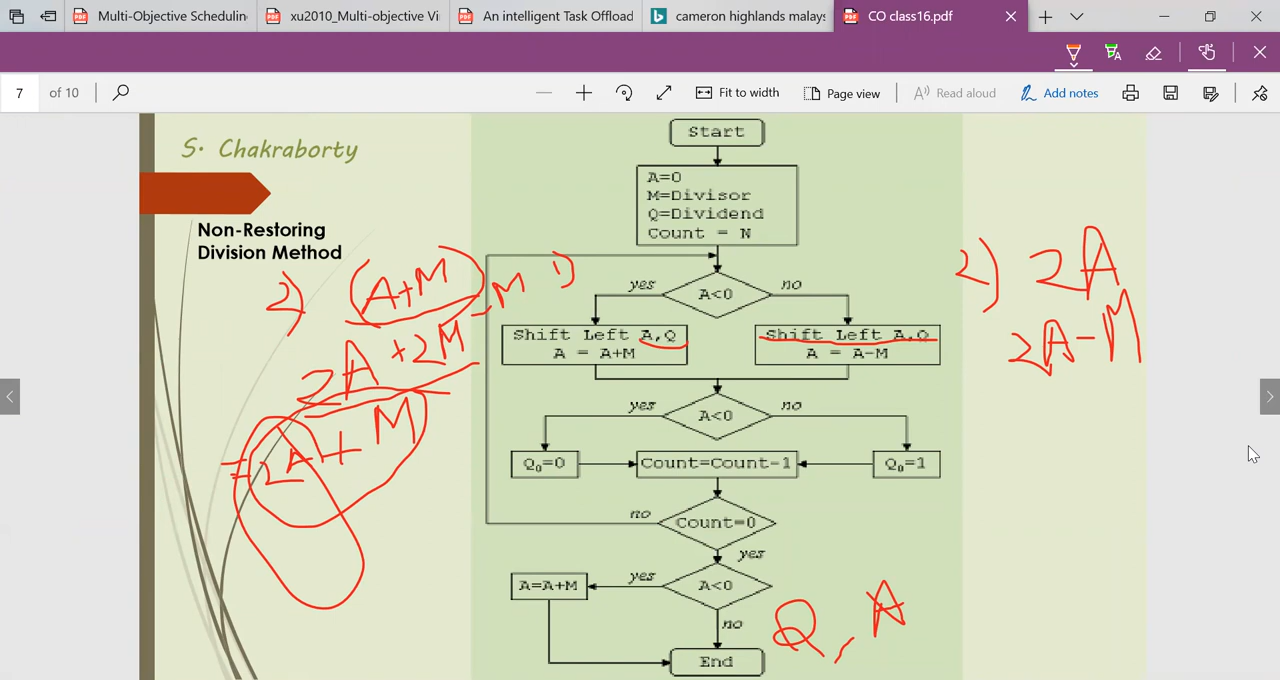 Multi-Objective Schedulin
xu2010_Multi-objective Vi
An intelligent Task Offload
cameron highlands malays
CO class16.pdf
7 of 10
Fit to width
Page view
Read aloud
Add notes
S. Chakraborty
Non-Restoring
Division Method
Start
A=0
M=Divisor
Q=Dividend
Count = N
yes
A<0
no
Shift Left A,Q
A = A+M
Shift Left A,Q
A = A-M
yes
A<0
no
Q₀=0
Count=Count-1
Q₀=1
no
Count=0
yes
A=A+M
yes
A<0
no
End
2) (A+M)
2A+2M-M 1)
=2A+M
2) 2A
2A-M
Q, A